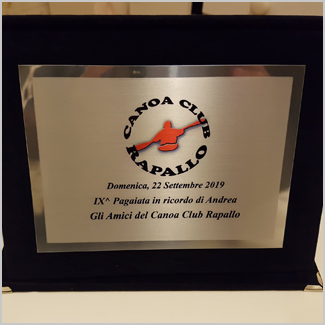 CANOA CLUB
RAPALLO
Domenica, 22 Settembre 2019
IX^ Pagaiata in ricordo di Andrea
Gli Amici del Canoa Club Rapallo